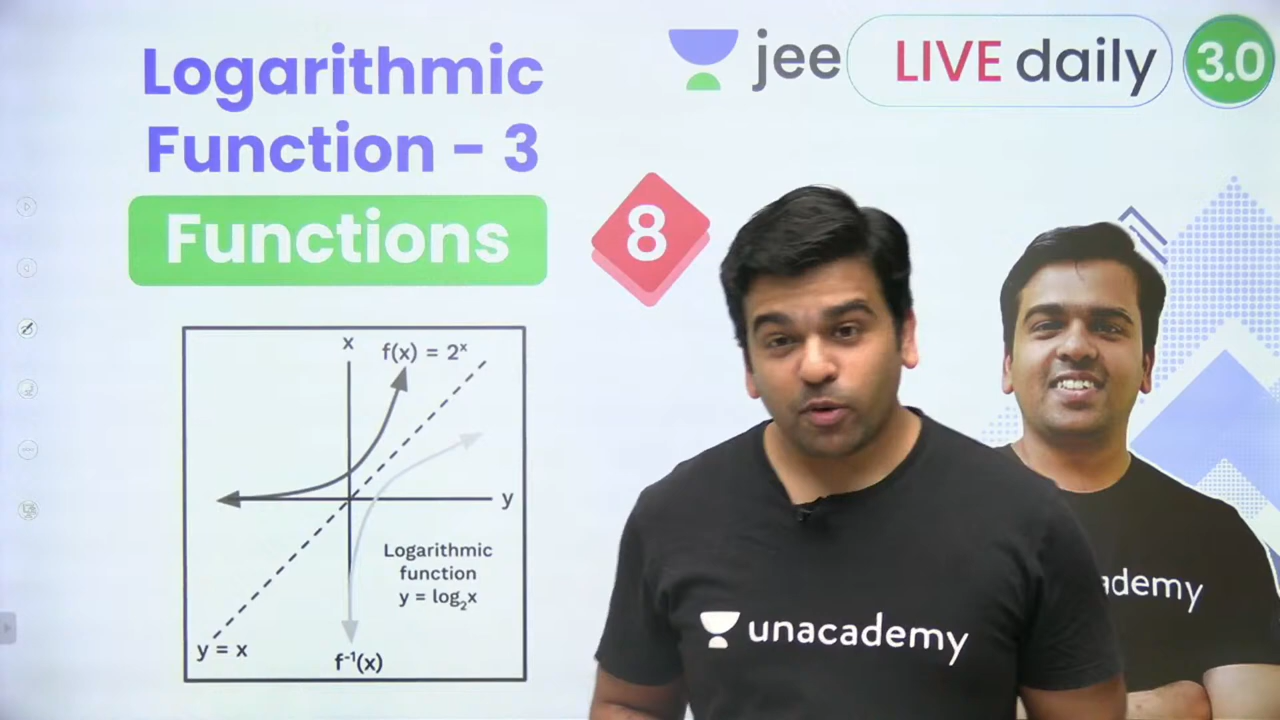 Logarithmic
Function - 3
Functions
jee
LIVE daily
3.0
8
x
f(x) = 2ˣ
y
Logarithmic
function
y = log₂x
y = x
f⁻¹(x)
unacademy
ademy